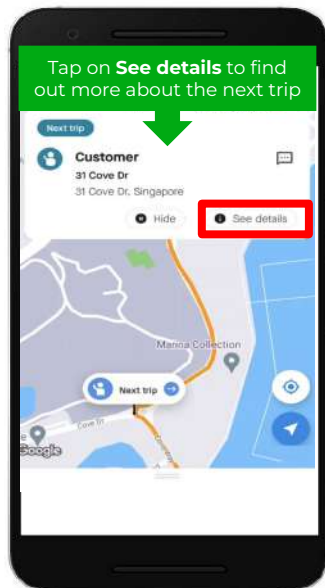 Tap on See details to find
out more about the next trip
Next trip
Customer
31 Cove Dr
31 Cove Dr, Singapore
Hide
See details
Marina Collection
Next trip
Cove Dr
Google